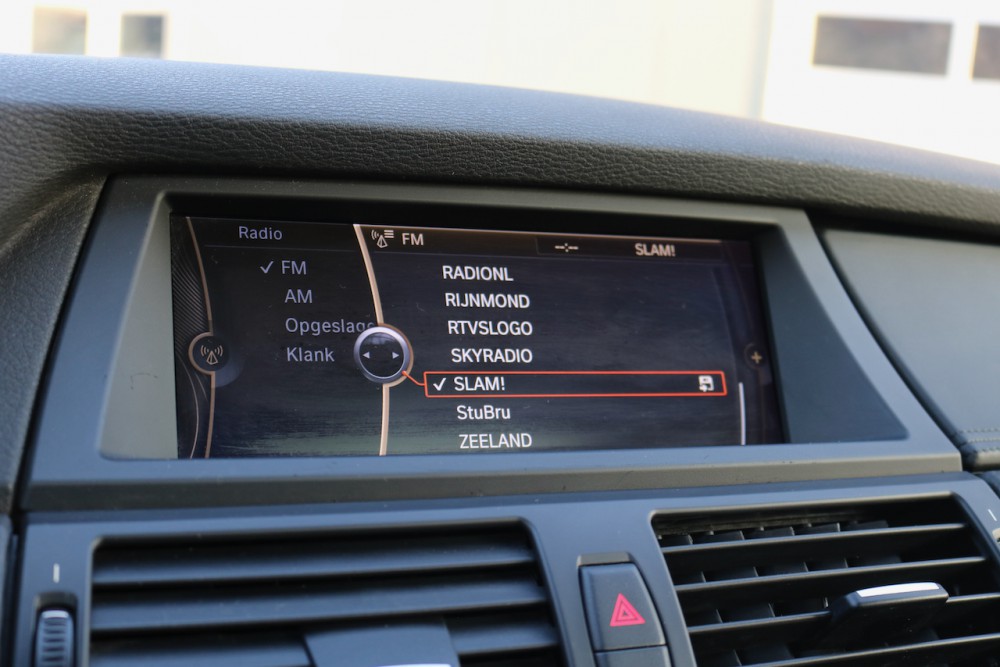 Radio
✓ FM
AM
Opgeslage
Klank
FM
--:--
SLAM!
RADIONL
RIJNMOND
RTVSLOGO
SKYRADIO
✓ SLAM!
StuBru
ZEELAND
+